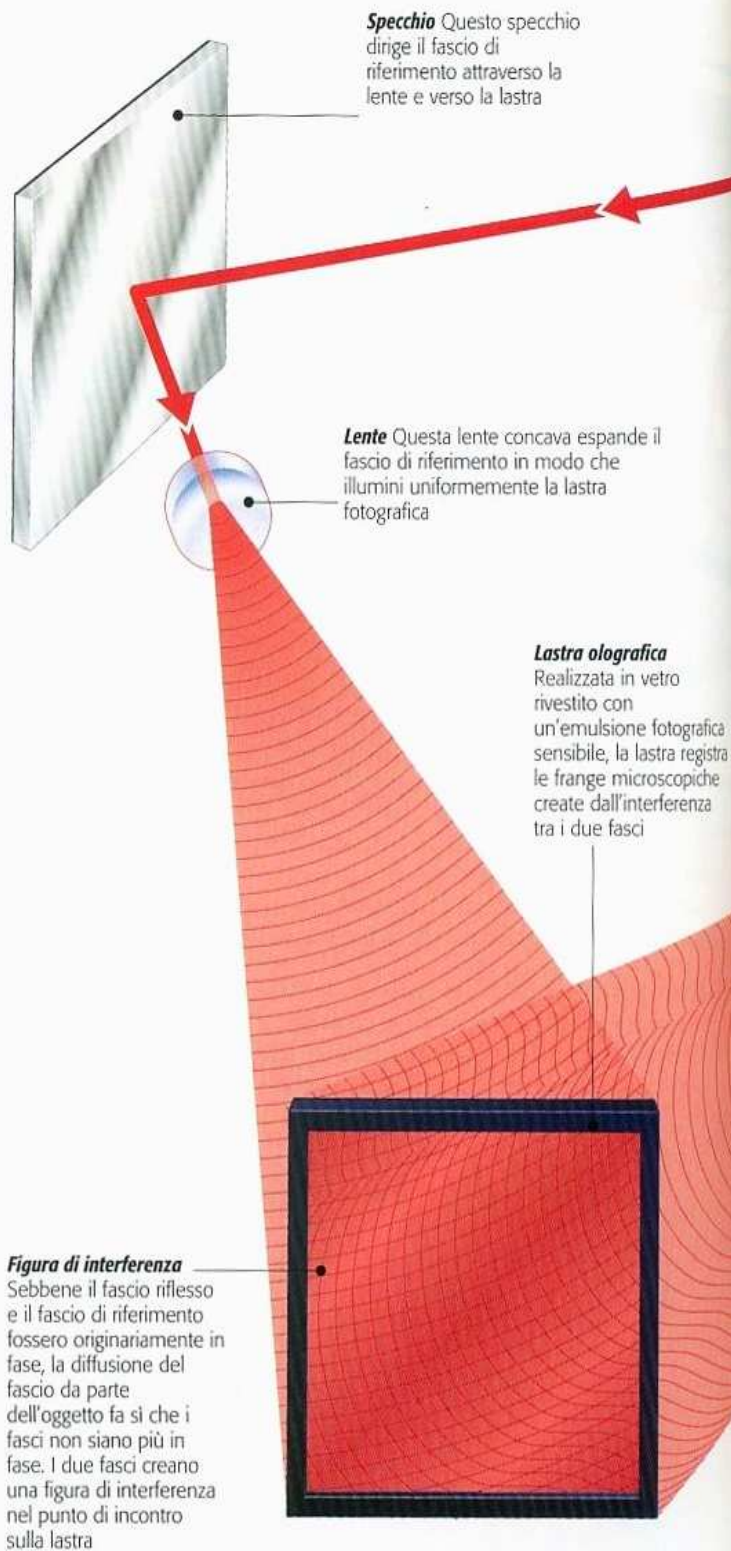 Specchio Questo specchio
dirige il fascio di
riferimento attraverso la
lente e verso la lastra
Lente Questa lente concava espande il
fascio di riferimento in modo che
illumini uniformemente la lastra
fotografica
Lastra olografica
Realizzata in vetro
rivestito con
un'emulsione fotografica
sensibile, la lastra registra
le frange microscopiche
create dall'interferenza
tra i due fasci
Figura di interferenza
Sebbene il fascio riflesso
e il fascio di riferimento
fossero originariamente in
fase, la diffusione del
fascio da parte
dell'oggetto fa sì che i
fasci non siano più in
fase. I due fasci creano
una figura di interferenza
nel punto di incontro
sulla lastra